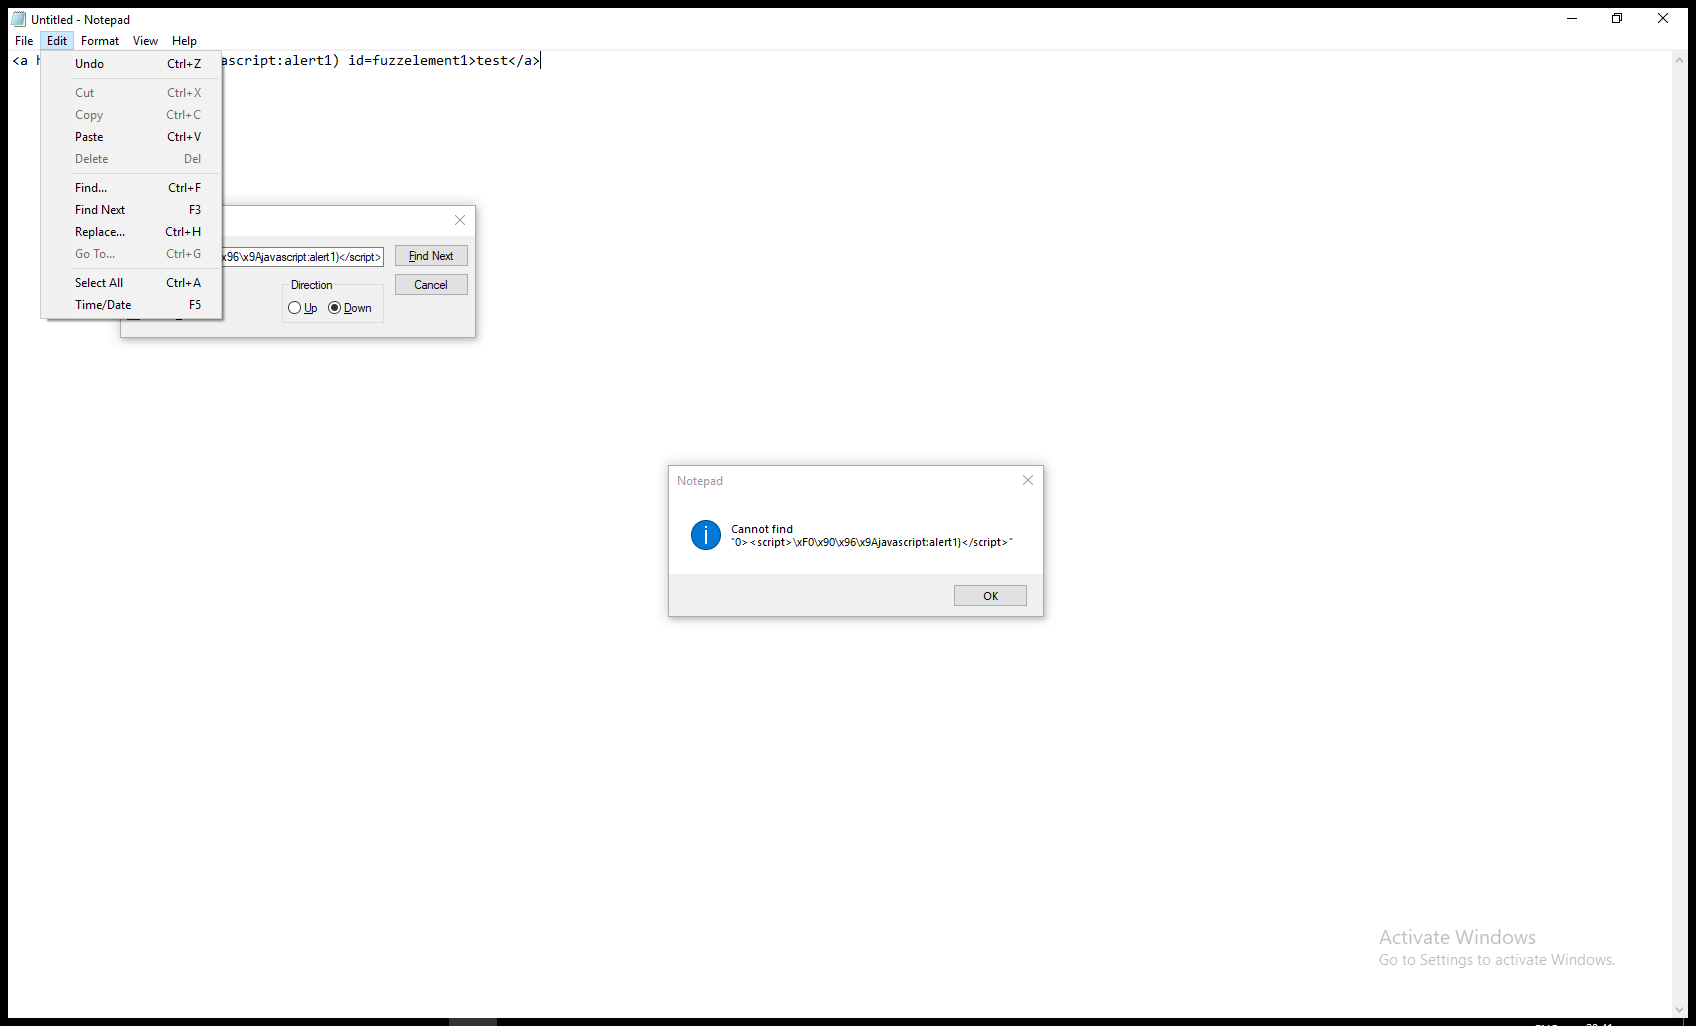 Untitled - Notepad
File Edit Format View Help
<a h ascript:alert1) id=fuzzelement1>test</a>
Undo Ctrl+Z
Cut Ctrl+X
Copy Ctrl+C
Paste Ctrl+V
Delete Del
Find... Ctrl+F
Find Next F3
Replace... Ctrl+H
Go To... Ctrl+G
Select All Ctrl+A
Time/Date F5
x96\x9Ajavascript:alert1)</script>
Find Next
Cancel
Direction
Up Down
Notepad
Cannot find
"0><script>\xF0\x90\x96\x9Ajavascript:alert1)</script>"
OK
Activate Windows
Go to Settings to activate Windows.